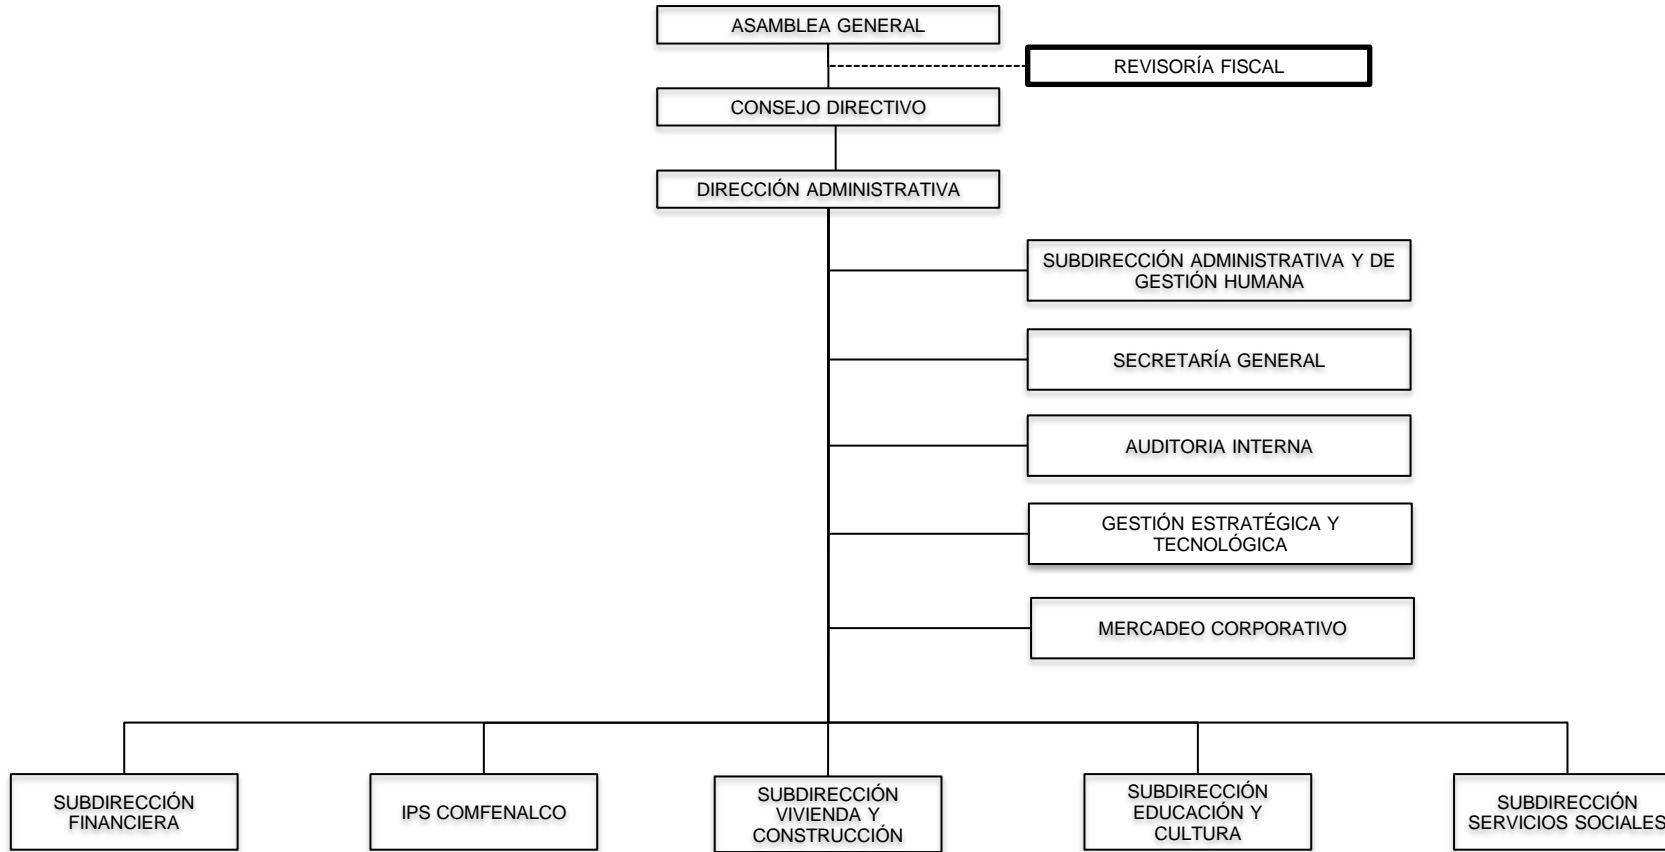 ASAMBLEA GENERAL
REVISORÍA FISCAL
CONSEJO DIRECTIVO
DIRECCIÓN ADMINISTRATIVA
SUBDIRECCIÓN ADMINISTRATIVA Y DE
GESTIÓN HUMANA
SECRETARÍA GENERAL
AUDITORIA INTERNA
GESTIÓN ESTRATÉGICA Y
TECNOLÓGICA
MERCADEO CORPORATIVO
SUBDIRECCIÓN
FINANCIERA
IPS COMFENALCO
SUBDIRECCIÓN
VIVIENDA Y
CONSTRUCCIÓN
SUBDIRECCIÓN
EDUCACIÓN Y
CULTURA
SUBDIRECCIÓN
SERVICIOS SOCIALES